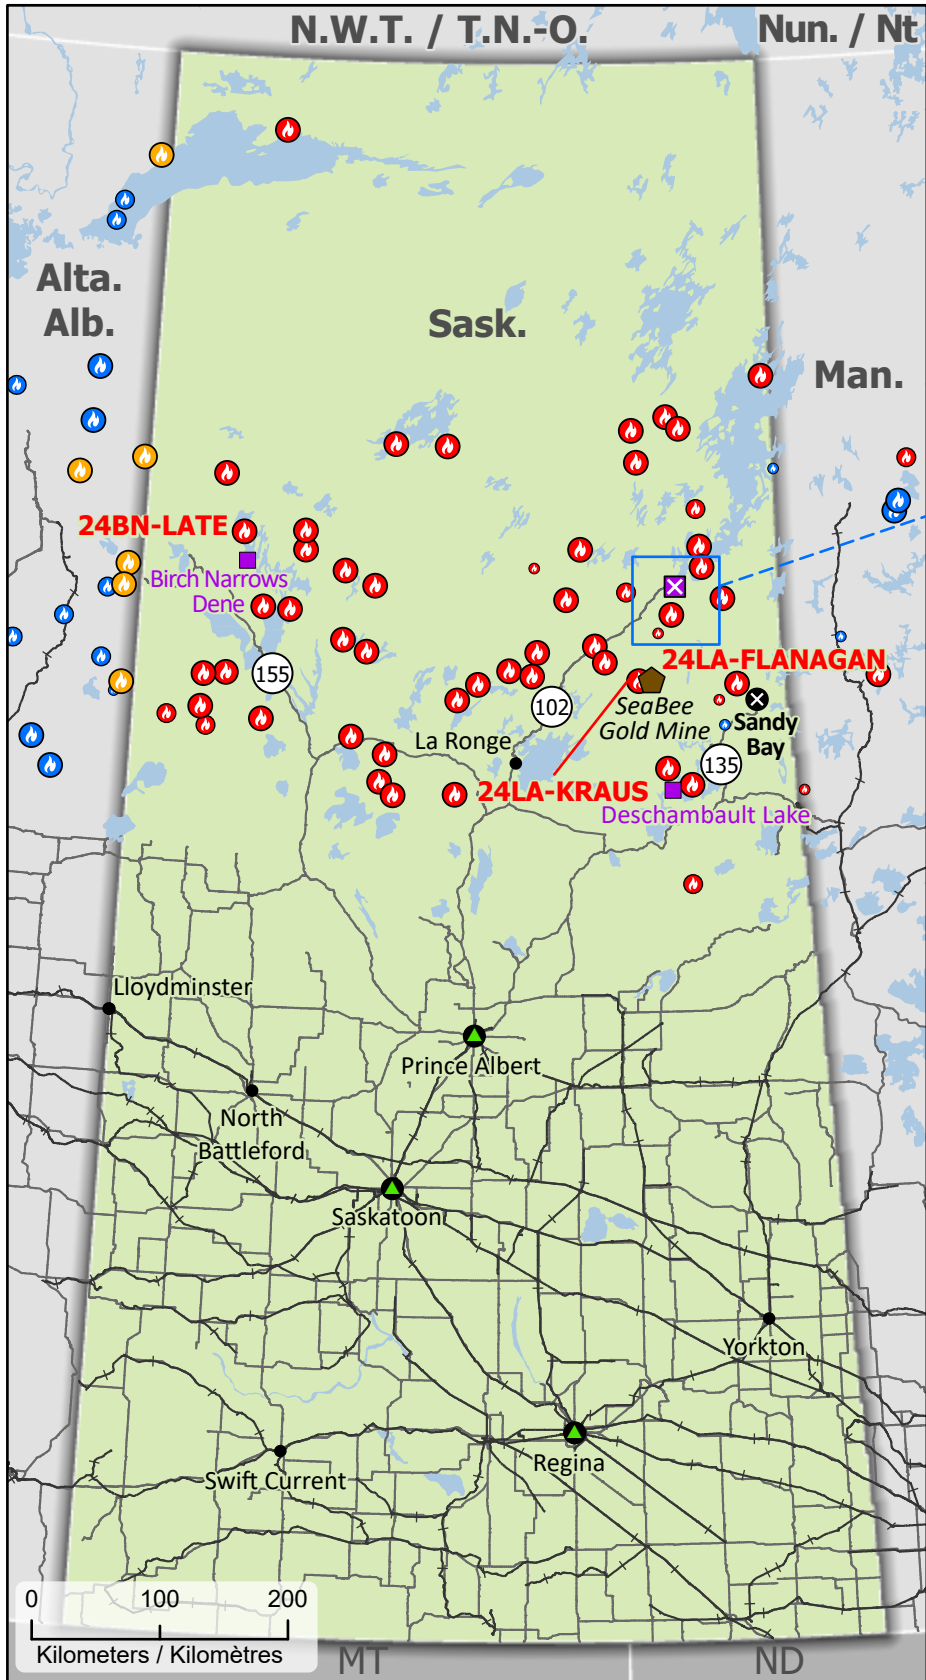 N.W.T. / T.N.-O.
Nun. / Nt
Alta.
Alb.
Sask.
Man.
24BN-LATE
Birch Narrows
Dene
155
102
24LA-FLANAGAN
SeaBee
Gold Mine
Sandy
Bay
La Ronge
135
24LA-KRAUS
Deschambault Lake
Lloydminster
Prince Albert
North
Battleford
Saskatoon
Yorkton
Regina
Swift Current
0 100 200
Kilometers / Kilomètres
MT
ND